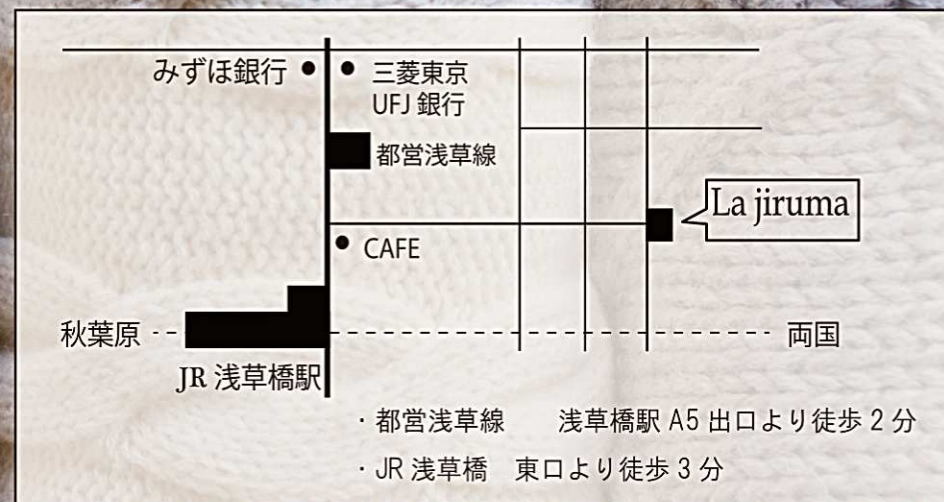 みずほ銀行
三菱東京
UFJ 銀行
都営浅草線
La jiruma
CAFE
秋葉原
両国
JR 浅草橋駅
・都営浅草線　浅草橋駅 A5 出口より徒歩 2 分
・JR 浅草橋　東口より徒歩 3 分